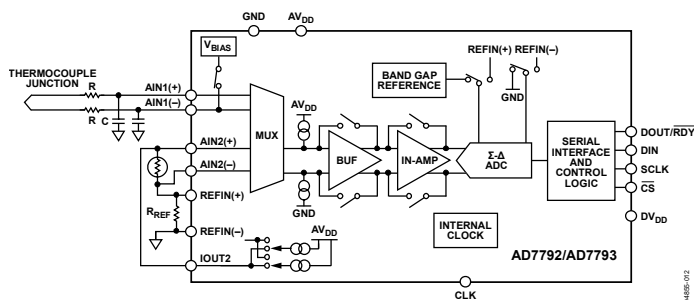 GND AVDD
VBIAS
REFIN(+) REFIN(–)
THERMOCOUPLE
JUNCTION
R
R
C
AIN1(+)
AIN1(–)
BAND GAP
REFERENCE
GND
AVDD
MUX
AIN2(+)
AIN2(–)
BUF
IN-AMP
Σ-Δ
ADC
SERIAL
INTERFACE
AND
CONTROL
LOGIC
DOUT/RDY
DIN
SCLK
CS
DVDD
REFIN(+)
GND
RREF
REFIN(–)
AVDD
INTERNAL
CLOCK
IOUT2
AD7792/AD7793
CLK